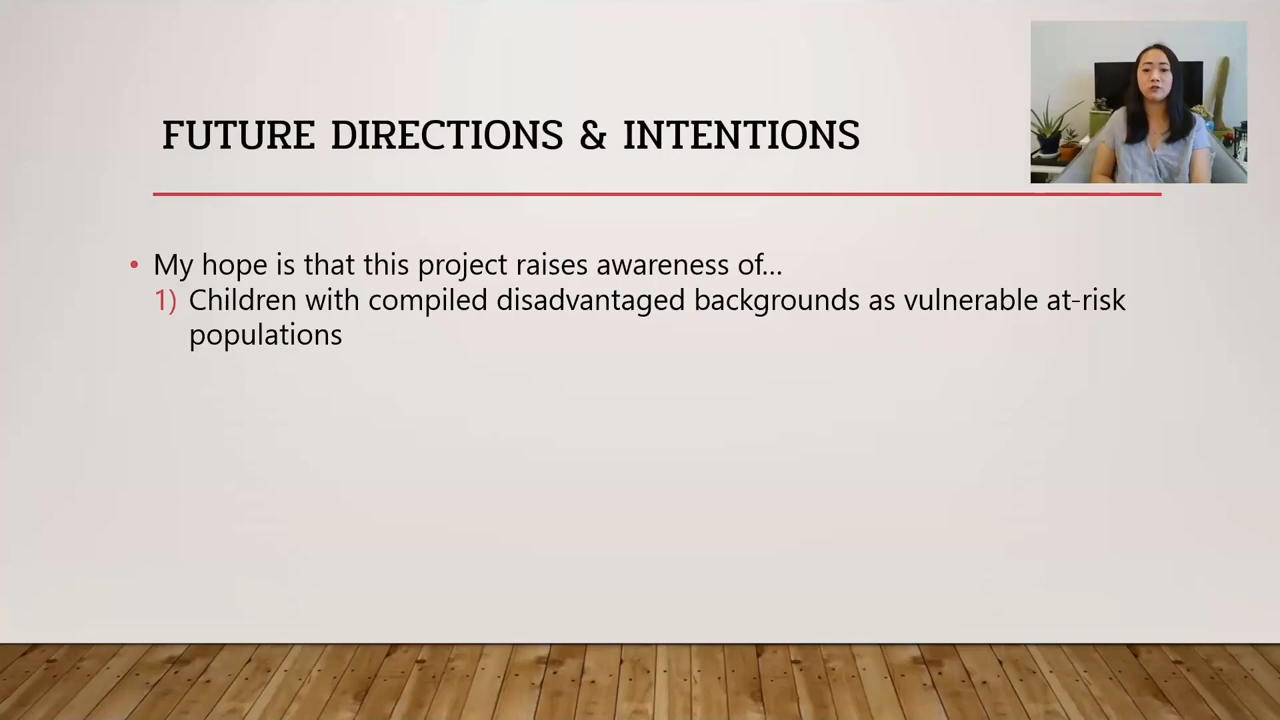 FUTURE DIRECTIONS & INTENTIONS
• My hope is that this project raises awareness of...
1) Children with compiled disadvantaged backgrounds as vulnerable at-risk
populations